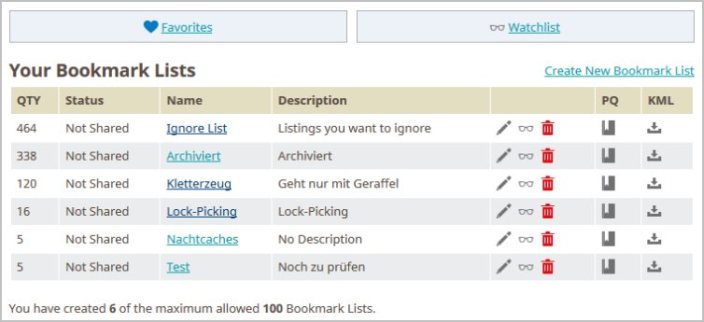 Favorites Watchlist
Your Bookmark Lists Create New Bookmark List
QTY Status Name Description PQ KML
464 Not Shared Ignore List Listings you want to ignore
338 Not Shared Archiviert Archiviert
120 Not Shared Kletterzeug Geht nur mit Geraffel
16 Not Shared Lock-Picking Lock-Picking
5 Not Shared Nachtcaches No Description
5 Not Shared Test Noch zu prüfen
You have created 6 of the maximum allowed 100 Bookmark Lists.